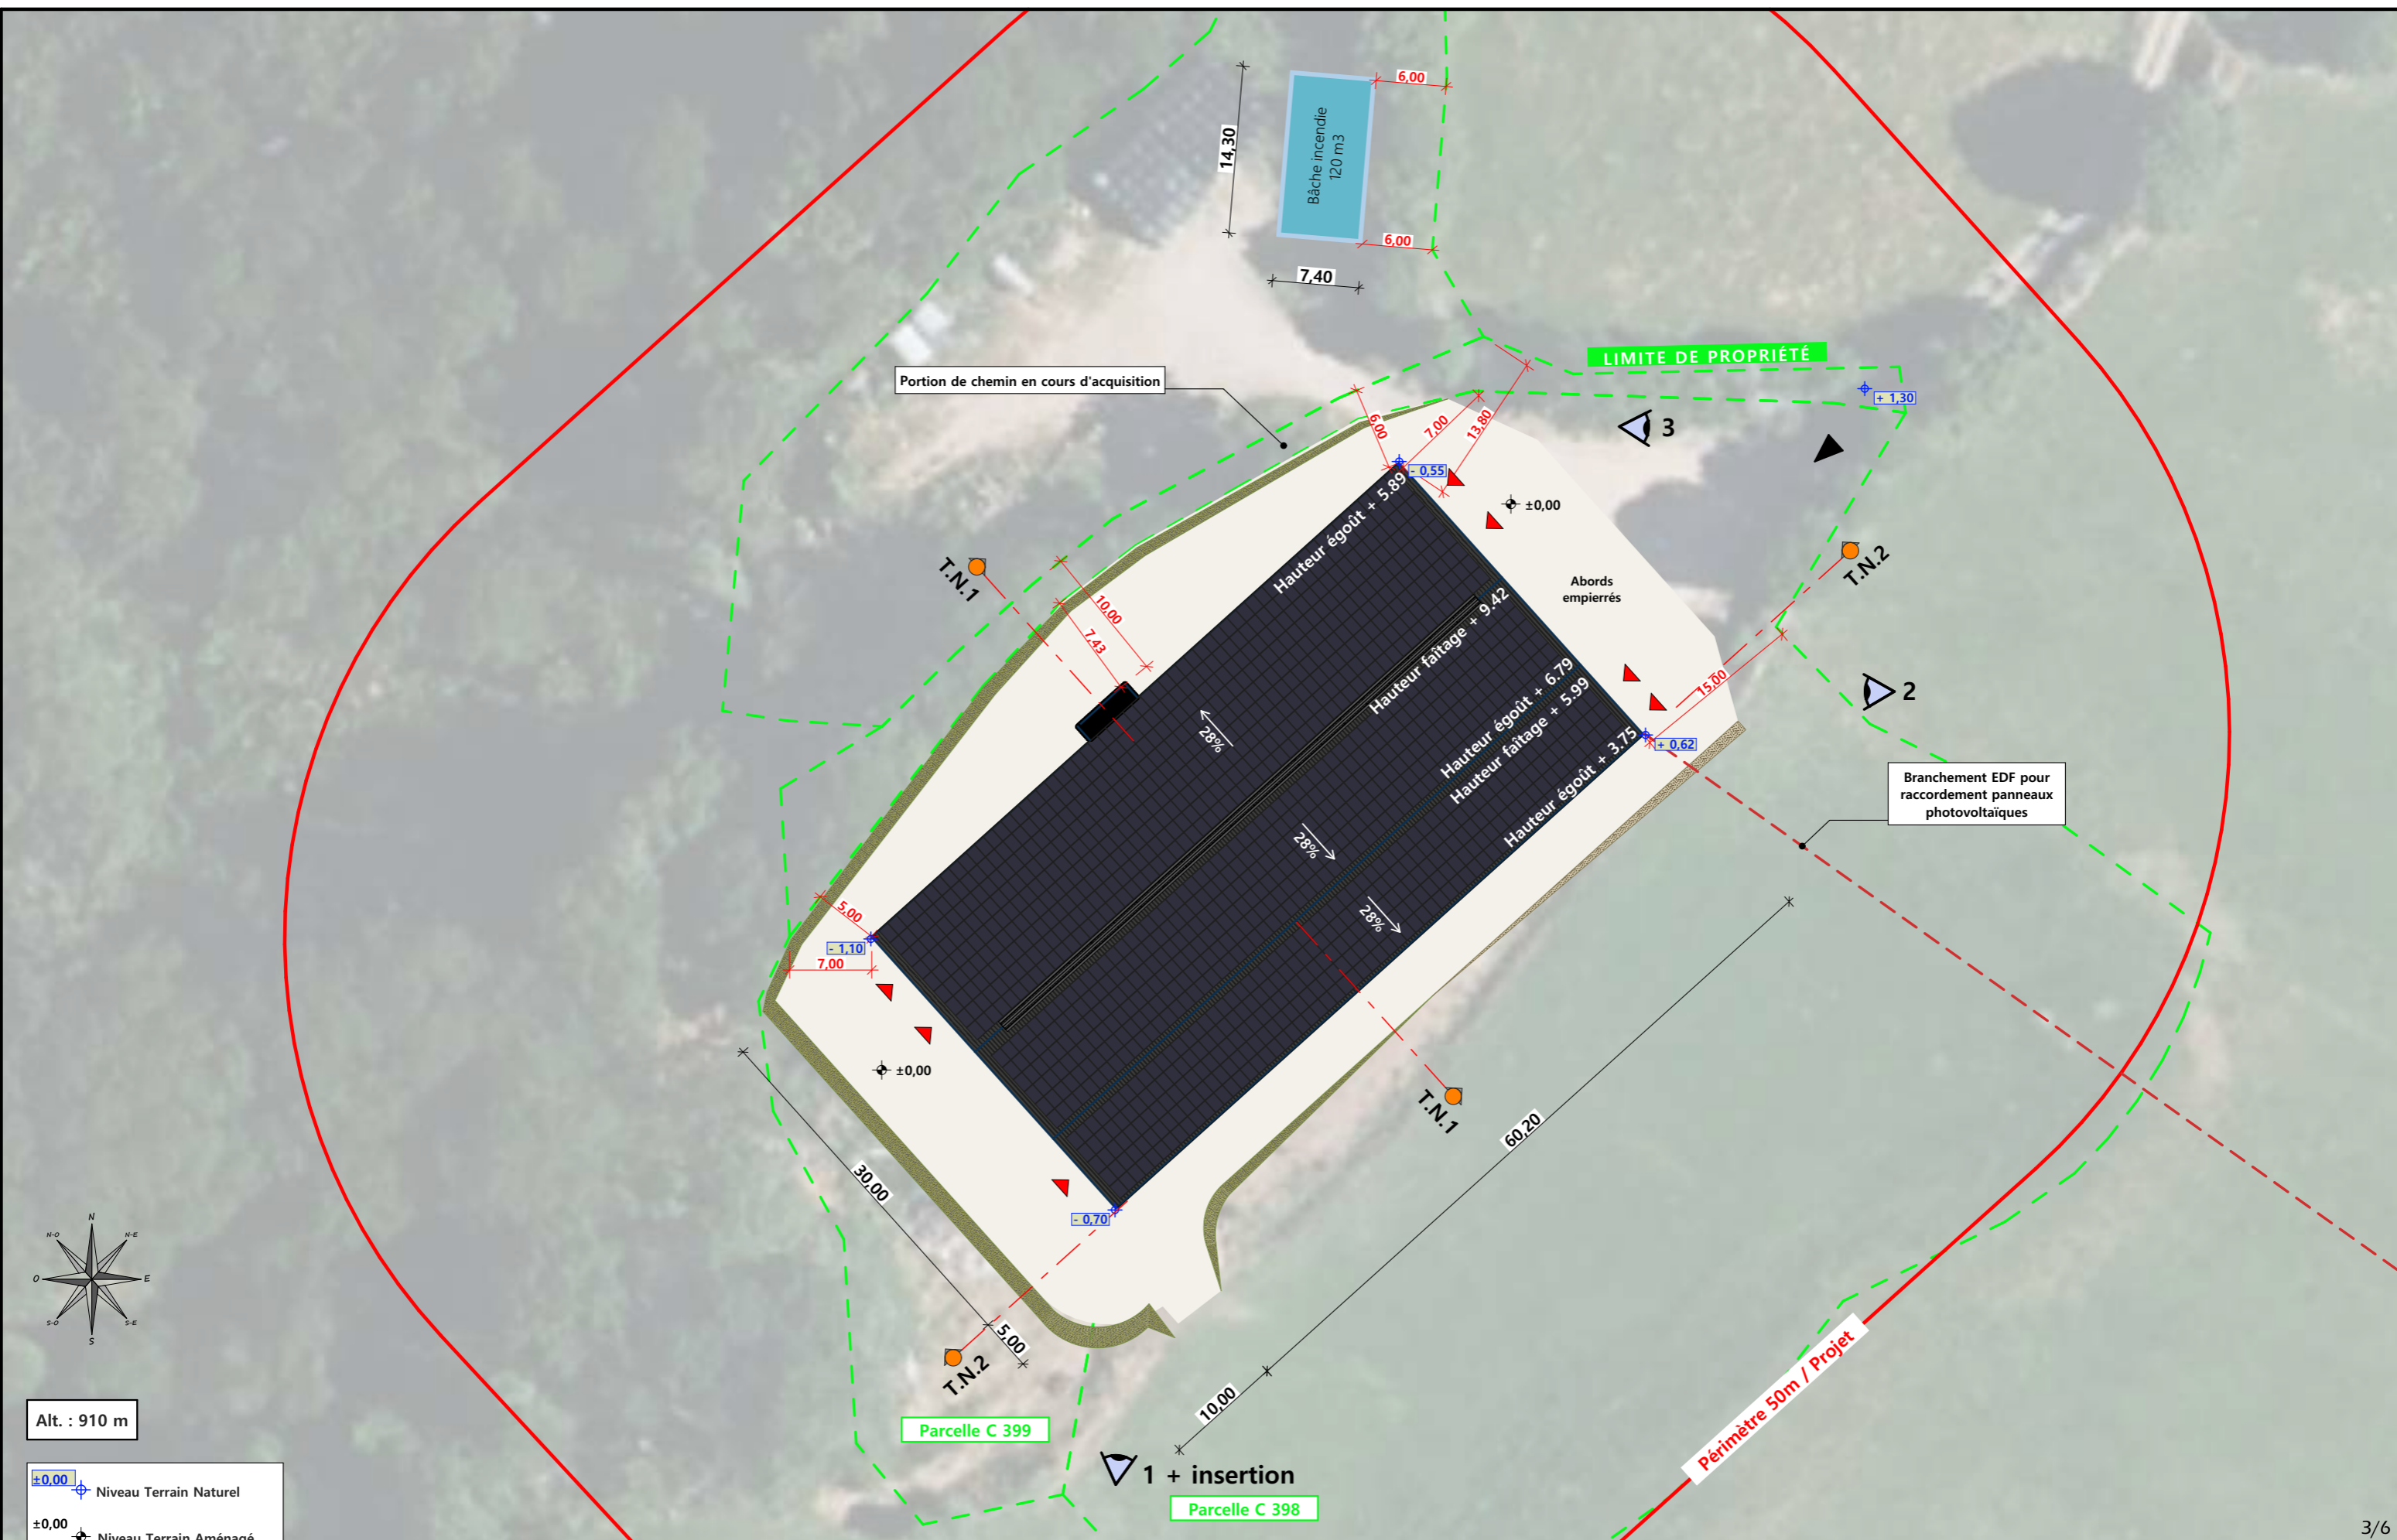 6,00
14,30
Bâche incendie
120 m3
6,00
7,40
LIMITE DE PROPRIÉTÉ
Portion de chemin en cours d'acquisition
+ 1,30
3
6,00
7,00
13,80
- 0,55
±0,00
Hauteur égoût + 5.89
T.N.1
T.N.2
Abords
empierrés
10,00
7,43
Hauteur faîtage + 9.42
15,00
2
28%
Hauteur égoût + 6.79
Hauteur faîtage + 5.99
+ 0,62
Hauteur égoût + 3.75
Branchement EDF pour
raccordement panneaux
photovoltaïques
28%
28%
5,00
- 1,10
7,00
±0,00
T.N.1
60,20
30,00
- 0,70
N
N-O
N-E
O
E
S-O
S-E
S
5,00
T.N.2
10,00
Périmètre 50m / Projet
Alt. : 910 m
Parcelle C 399
1 + insertion
Parcelle C 398
±0,00
Niveau Terrain Naturel
±0,00
Niveau Terrain Aménagé
3/6